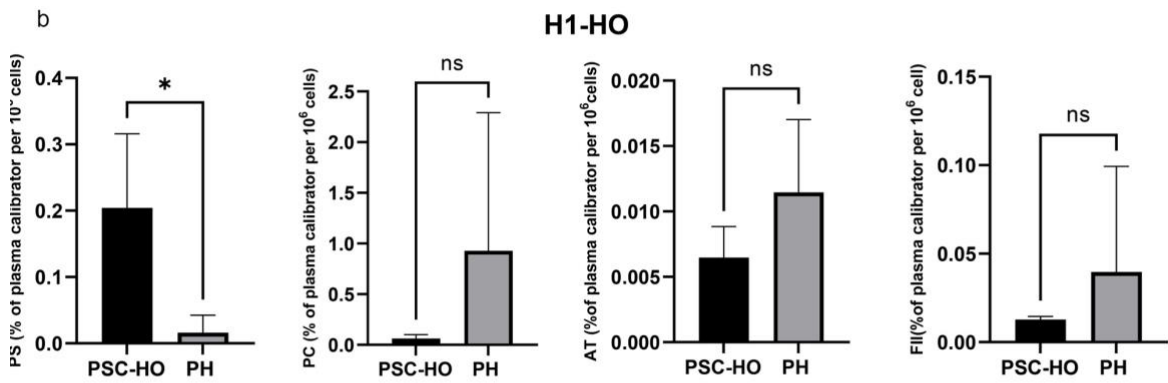 b
H1-HO
PS (% of plasma calibrator per 10⁶ cells)
0.4
0.3
0.2
0.1
0.0
*
PSC-HO PH
PC (% of plasma calibrator per 10⁶ cells)
2.5
2.0
1.5
1.0
0.5
0.0
ns
PSC-HO PH
AT (%of plasma calibrator per 10⁶cells)
0.020
0.015
0.010
0.005
0.000
ns
PSC-HO PH
FII(%of plasma calibrator per 10⁶ cell)
0.15
0.10
0.05
0.00
ns
PSC-HO PH